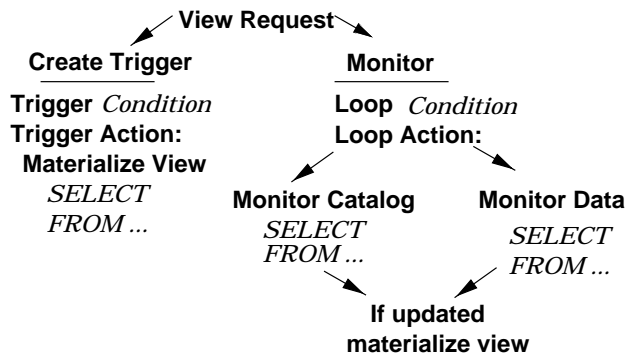 View Request
Create Trigger
Trigger Condition
Trigger Action:
Materialize View
SELECT
FROM ...
Monitor
Loop Condition
Loop Action:
Monitor Catalog
SELECT
FROM ...
Monitor Data
SELECT
FROM ...
If updated
materialize view